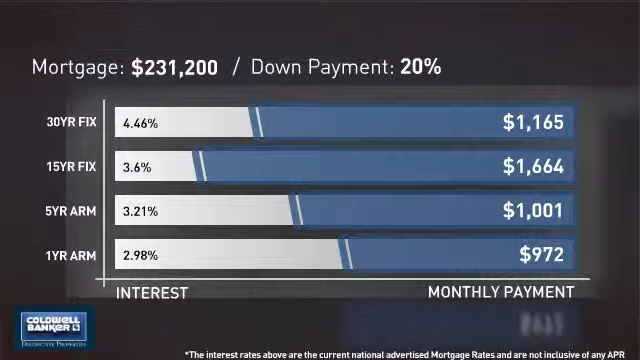 Mortgage: $231,200 / Down Payment: 20%
30YR FIX 4.46% $1,165
15YR FIX 3.6% $1,664
5YR ARM 3.21% $1,001
1YR ARM 2.98% $972
INTEREST MONTHLY PAYMENT
COLDWELL
BANKER
DISTINCTIVE PROPERTIES
*The interest rates above are the current national advertised Mortgage Rates and are not inclusive of any APR